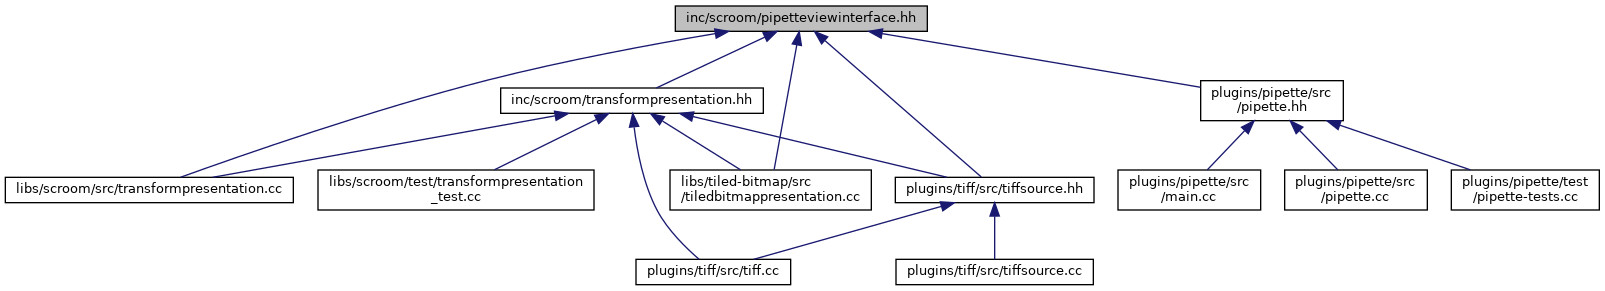 inc/scroom/pipetteviewinterface.hh
inc/scroom/transformpresentation.hh
plugins/pipette/src
/pipette.hh
libs/scroom/src/transformpresentation.cc
libs/scroom/test/transformpresentation
_test.cc
libs/tiled-bitmap/src
/tiledbitmappresentation.cc
plugins/tiff/src/tiffsource.hh
plugins/pipette/src
/main.cc
plugins/pipette/src
/pipette.cc
plugins/pipette/test
/pipette-tests.cc
plugins/tiff/src/tiff.cc
plugins/tiff/src/tiffsource.cc